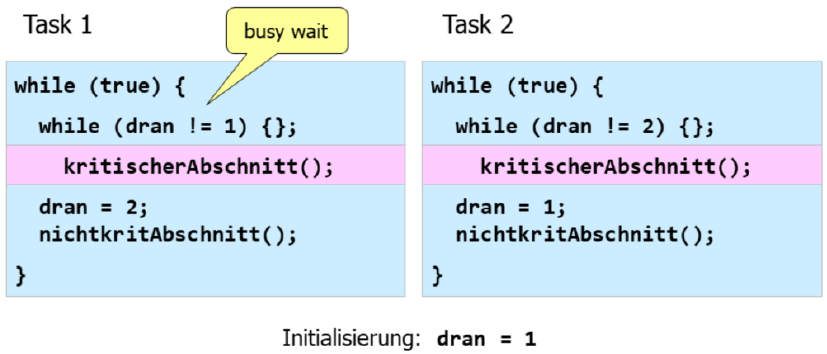 Task 1
busy wait
while (true) {
while (dran != 1) {};
kritischerAbschnitt();
dran = 2;
nichtkritAbschnitt();
}
Task 2
while (true) {
while (dran != 2) {};
kritischerAbschnitt();
dran = 1;
nichtkritAbschnitt();
}
Initialisierung: dran = 1